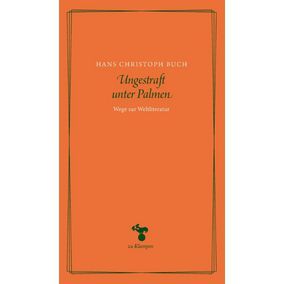 HANS CHRISTOPH BUCH
Ungestraft
unter Palmen
Wege zur Weltliteratur
zu Klampen